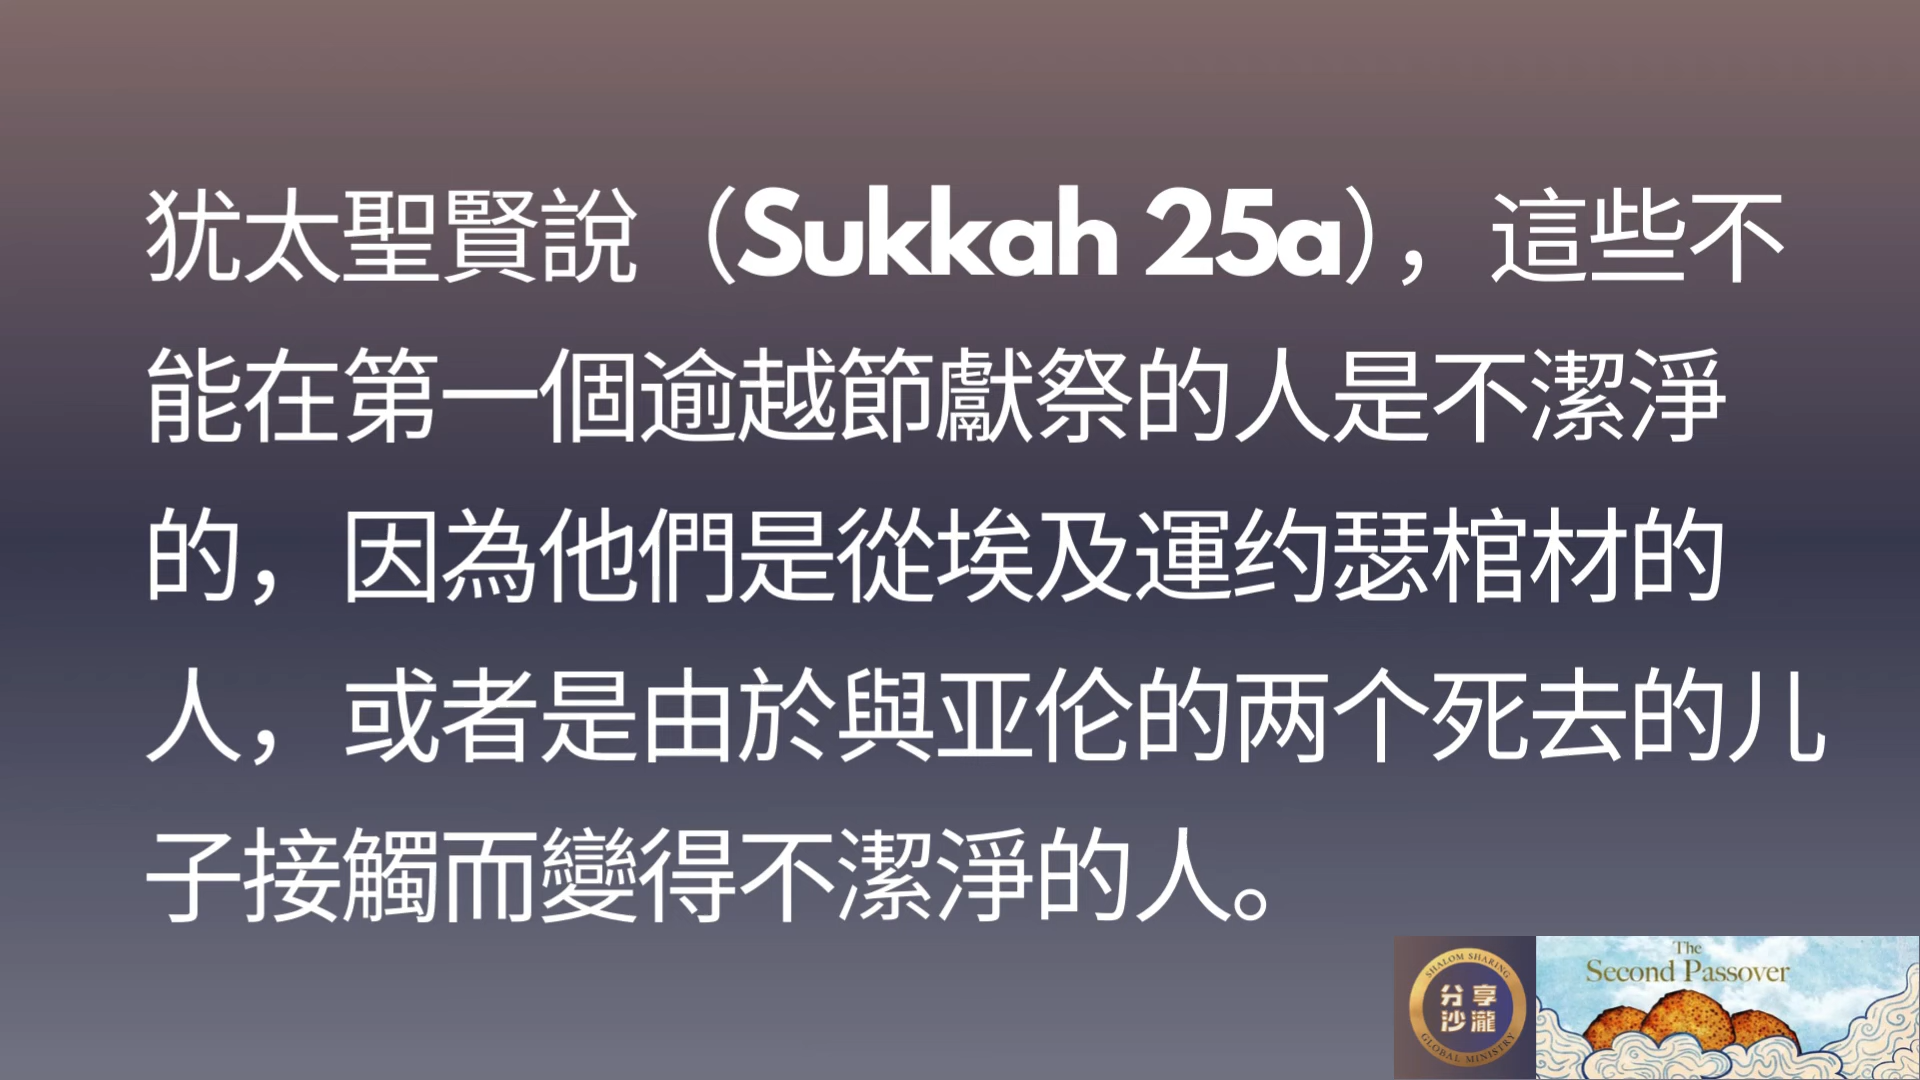 犹太聖賢說（Sukkah 25a），這些不
能在第一個逾越節獻祭的人是不潔淨
的，因為他們是從埃及運约瑟棺材的
人，或者是由於與亚伦的两个死去的儿
子接觸而變得不潔淨的人。
SHALOM SHARING
分享
沙瀧
GLOBAL MINISTRY
The
Second Passover